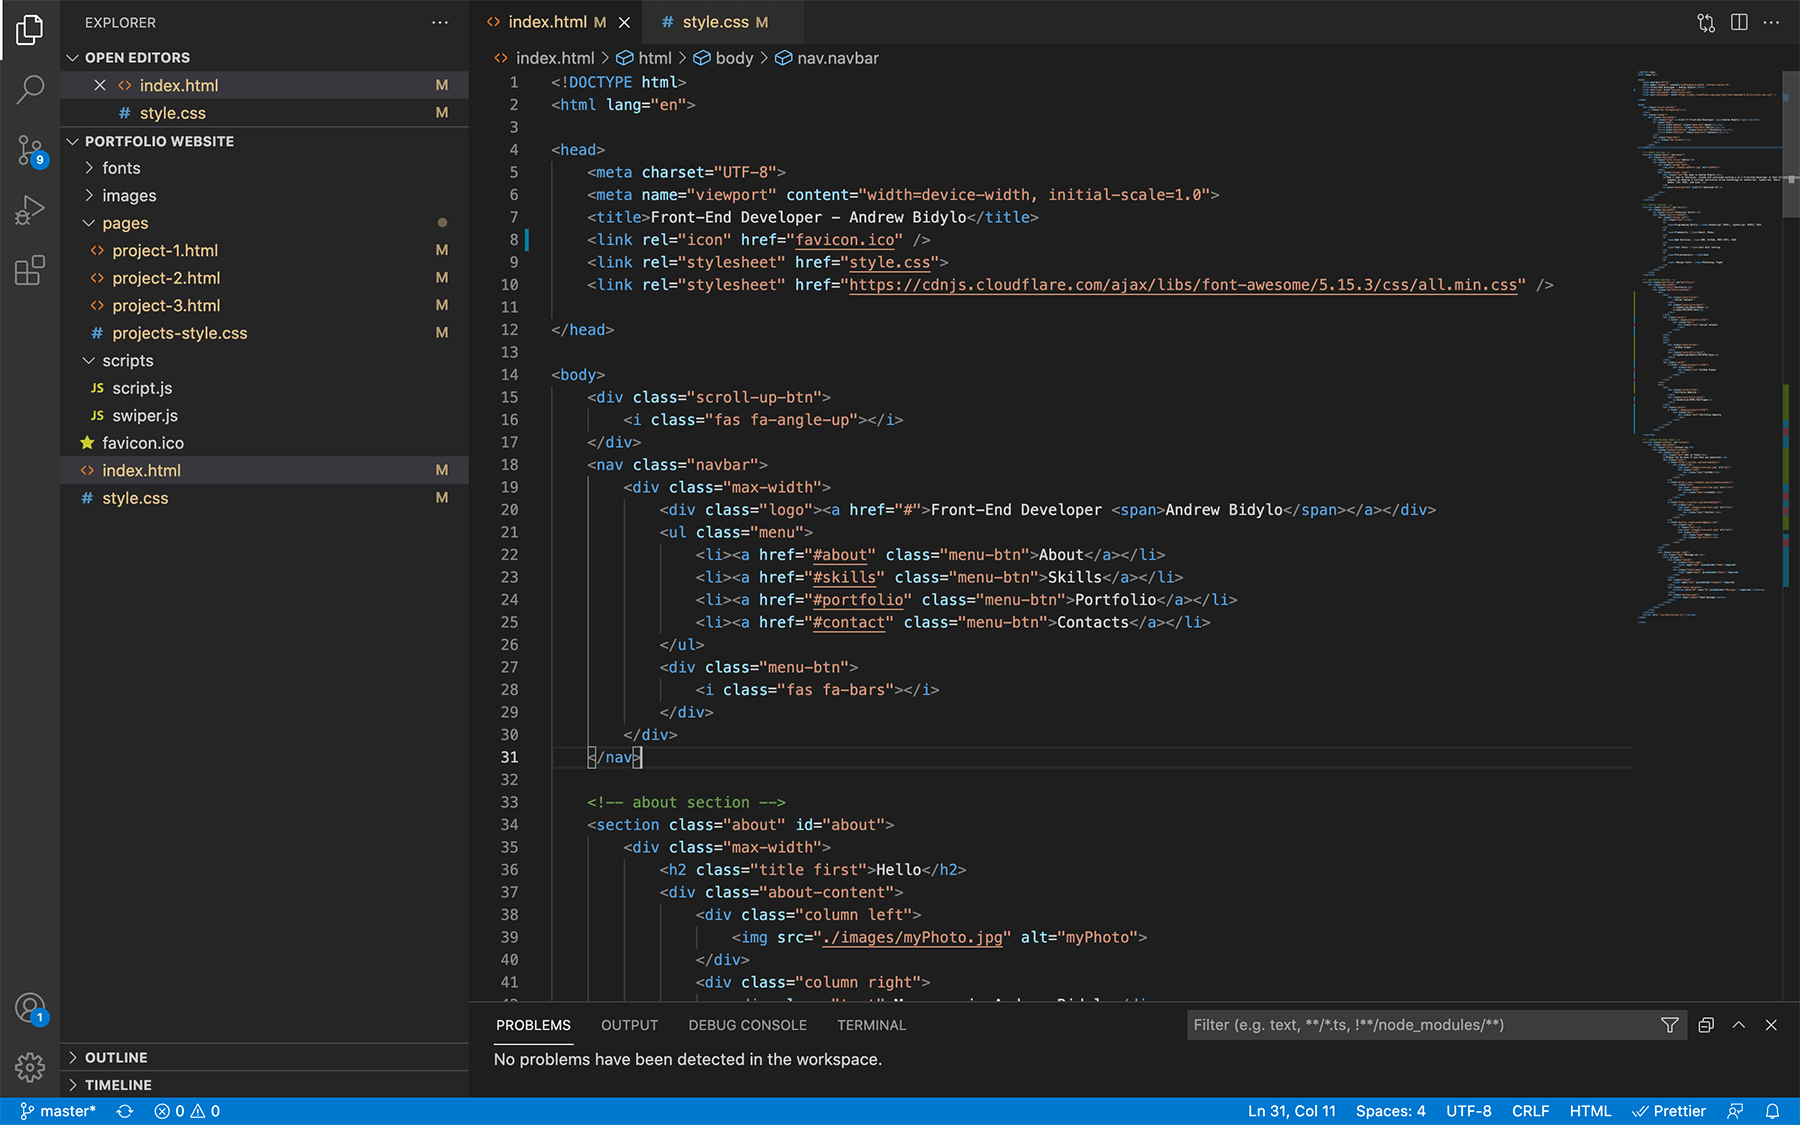 EXPLORER
OPEN EDITORS
index.html M
style.css M
PORTFOLIO WEBSITE
fonts
images
pages
project-1.html M
project-2.html M
project-3.html M
projects-style.css M
scripts
JS script.js
JS swiper.js
favicon.ico
index.html M
# style.css M
OUTLINE
TIMELINE
9
1
index.html M
# style.css M
index.html > html > body > nav.navbar
1 <!DOCTYPE html>
2 <html lang="en">
3
4 <head>
5 <meta charset="UTF-8">
6 <meta name="viewport" content="width=device-width, initial-scale=1.0">
7 <title>Front-End Developer – Andrew Bidylo</title>
8 <link rel="icon" href="favicon.ico" />
9 <link rel="stylesheet" href="style.css">
10 <link rel="stylesheet" href="https://cdnjs.cloudflare.com/ajax/libs/font-awesome/5.15.3/css/all.min.css" />
11
12 </head>
13
14 <body>
15 <div class="scroll-up-btn">
16 <i class="fas fa-angle-up"></i>
17 </div>
18 <nav class="navbar">
19 <div class="max-width">
20 <div class="logo"><a href="#">Front-End Developer <span>Andrew Bidylo</span></a></div>
21 <ul class="menu">
22 <li><a href="#about" class="menu-btn">About</a></li>
23 <li><a href="#skills" class="menu-btn">Skills</a></li>
24 <li><a href="#portfolio" class="menu-btn">Portfolio</a></li>
25 <li><a href="#contact" class="menu-btn">Contacts</a></li>
26 </ul>
27 <div class="menu-btn">
28 <i class="fas fa-bars"></i>
29 </div>
30 </div>
31 </nav>
32
33 <!-- about section -->
34 <section class="about" id="about">
35 <div class="max-width">
36 <h2 class="title first">Hello</h2>
37 <div class="about-content">
38 <div class="column left">
39 <img src="./images/myPhoto.jpg" alt="myPhoto">
40 </div>
41 <div class="column right">
PROBLEMS OUTPUT DEBUG CONSOLE TERMINAL
Filter (e.g. text, **/*.ts, !**/node_modules/**)
No problems have been detected in the workspace.
master* 0 0
Ln 31, Col 11 Spaces: 4 UTF-8 CRLF HTML Prettier